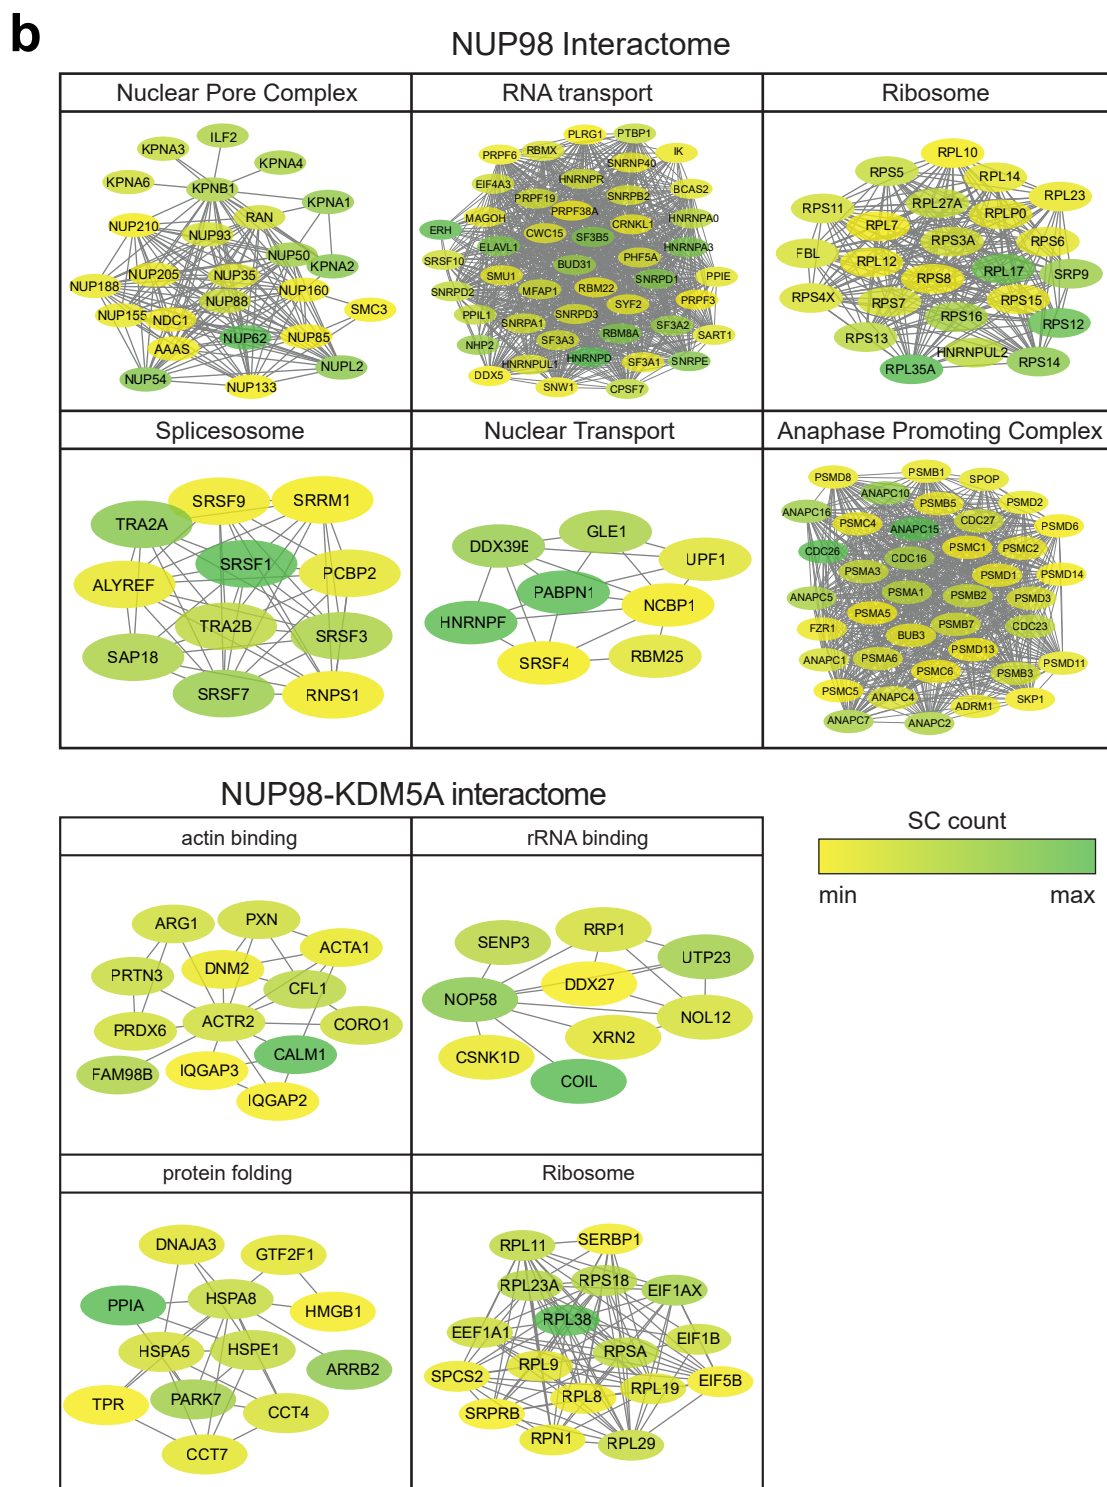 b
NUP98 Interactome
Nuclear Pore Complex
RNA transport
Ribosome
ILF2
KPNA3
KPNA4
KPNA6
KPNB1
KPNA1
RAN
NUP210
NUP93
NUP50
KPNA2
NUP205
NUP35
NUP188
NUP160
NUP88
SMC3
NUP155
NDC1
NUP62
NUP85
AAAS
NUPL2
NUP54
NUP133
PLRG1
PTBP1
RBMX
IK
PRPF6
SNRNP40
HNRNPR
EIF4A3
BCAS2
PRPF19
SNRPB2
PRPF38A
MAGOH
HNRNPA0
CRNKL1
ERH
CWC15
SF3B5
ELAVL1
HNRNPA3
PHF5A
SRSF10
BUD31
SMU1
SNRPD1
PPIE
MFAP1
RBM22
SNRPD2
PRPF3
SYF2
PPIL1
SNRPD3
SNRPA1
SF3A2
RBM8A
SART1
SF3A3
NHP2
HNRNPD
HNRNPUL1
SF3A1
SNRPE
DDX5
SNW1
CPSF7
RPL10
RPS5
RPL14
RPL23
RPS11
RPL27A
RPLP0
RPL7
RPS3A
RPS6
FBL
RPL12
RPL17
SRP9
RPS8
RPS4X
RPS7
RPS15
RPS16
RPS12
RPS13
HNRNPUL2
RPS14
RPL35A
Splicesosome
Nuclear Transport
Anaphase Promoting Complex
SRSF9
SRRM1
TRA2A
SRSF1
PCBP2
ALYREF
TRA2B
SRSF3
SAP18
SRSF7
RNPS1
GLE1
DDX39E
UPF1
PABPN1
NCBP1
HNRNPF
RBM25
SRSF4
PSMD8
PSMB1
SPOP
ANAPC10
PSMB5
PSMD2
ANAPC16
PSMC4
ANAPC15
CDC27
PSMD6
CDC26
PSMC1
PSMC2
CDC16
PSMA3
PSMD1
PSMD14
ANAPC5
PSMA1
PSMB2
PSMD3
PSMA5
FZR1
PSMB7
CDC23
BUB3
PSMD13
ANAPC1
PSMA6
PSMD11
PSMC6
PSMB3
PSMC5
ANAPC4
SKP1
ADRM1
ANAPC7
ANAPC2
NUP98-KDM5A interactome
actin binding
rRNA binding
SC count
min
max
ARG1
PXN
ACTA1
DNM2
PRTN3
CFL1
ACTR2
CORO1
PRDX6
CALM1
FAM98B
IQGAP3
IQGAP2
RRP1
SENP3
UTP23
DDX27
NOP58
NOL12
XRN2
CSNK1D
COIL
protein folding
Ribosome
DNAJA3
GTF2F1
HSPA8
PPIA
HMGB1
HSPA5
HSPE1
ARRB2
PARK7
TPR
CCT4
CCT7
SERBP1
RPL11
RPS18
RPL23A
EIF1AX
RPL38
EEF1A1
EIF1B
RPSA
RPL9
SPCS2
EIF5B
RPL19
RPL8
SRPRB
RPN1
RPL29